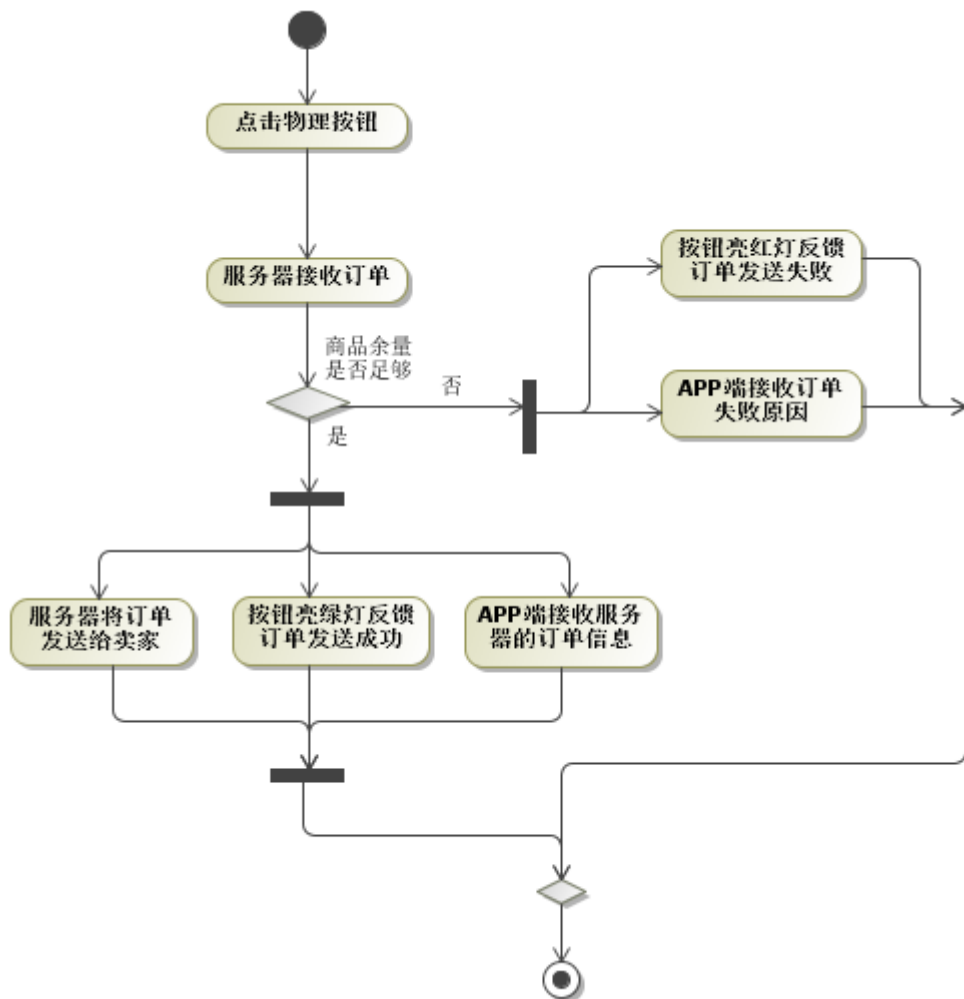 点击物理按钮
服务器接收订单
商品余量
是否足够
否
是
按钮亮红灯反馈
订单发送失败
APP端接收订单
失败原因
服务器将订单
发送给卖家
按钮亮绿灯反馈
订单发送成功
APP端接收服务
器的订单信息